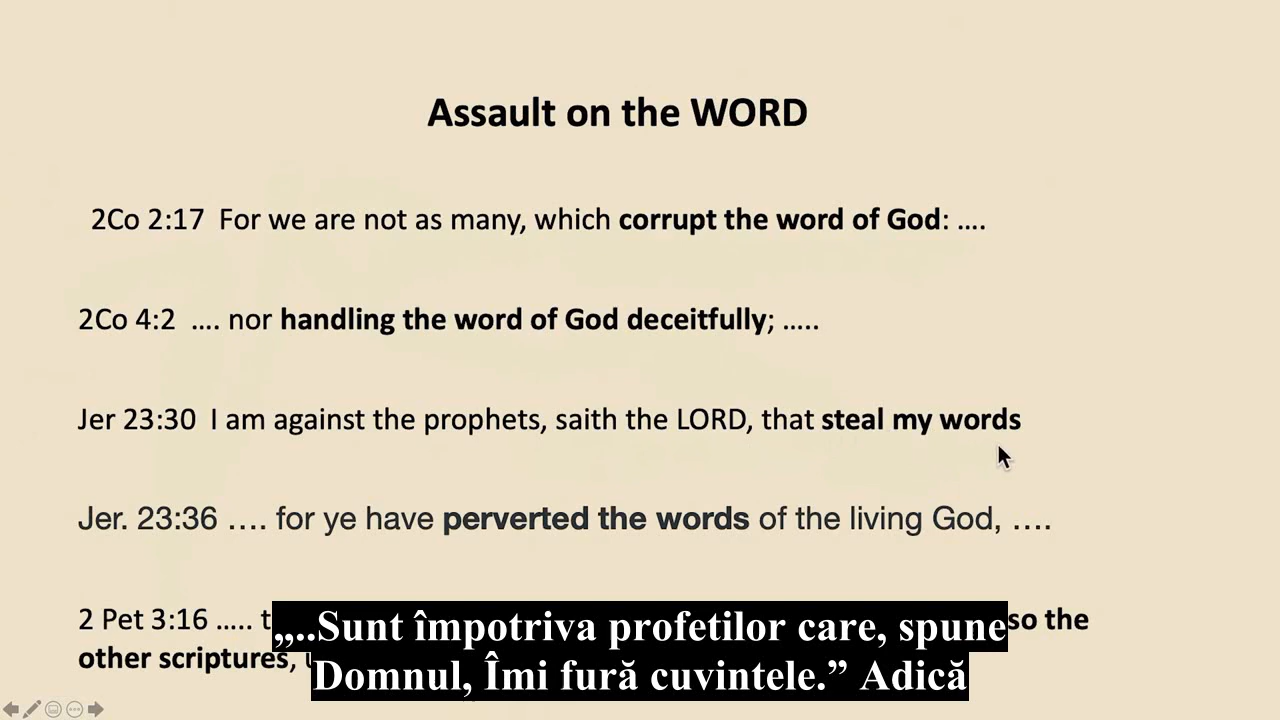 Assault on the WORD
2Co 2:17 For we are not as many, which corrupt the word of God: ....
2Co 4:2 .... nor handling the word of God deceitfully; .....
Jer 23:30 I am against the prophets, saith the LORD, that steal my words
Jer. 23:36 .... for ye have perverted the words of the living God, ....
2 Pet 3:16 ..... so the
other scriptures,
„..Sunt împotriva profetilor care, spune
Domnul, Îmi fură cuvintele.” Adică